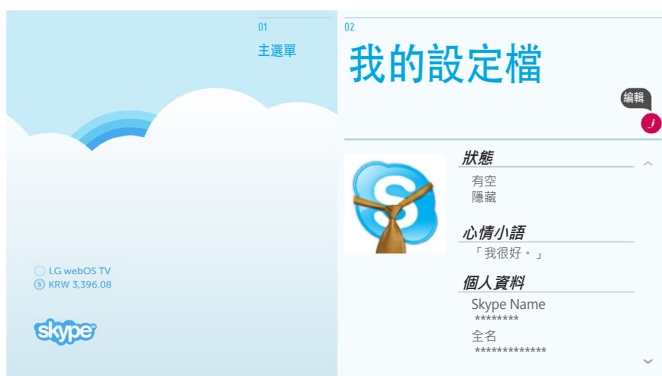 01
主選單
LG webOS TV
KRW 3,396.08
skype
02
我的設定檔
編輯
狀態
有空
隱藏
心情小語
「我很好。」
個人資料
Skype Name
********
全名
*************